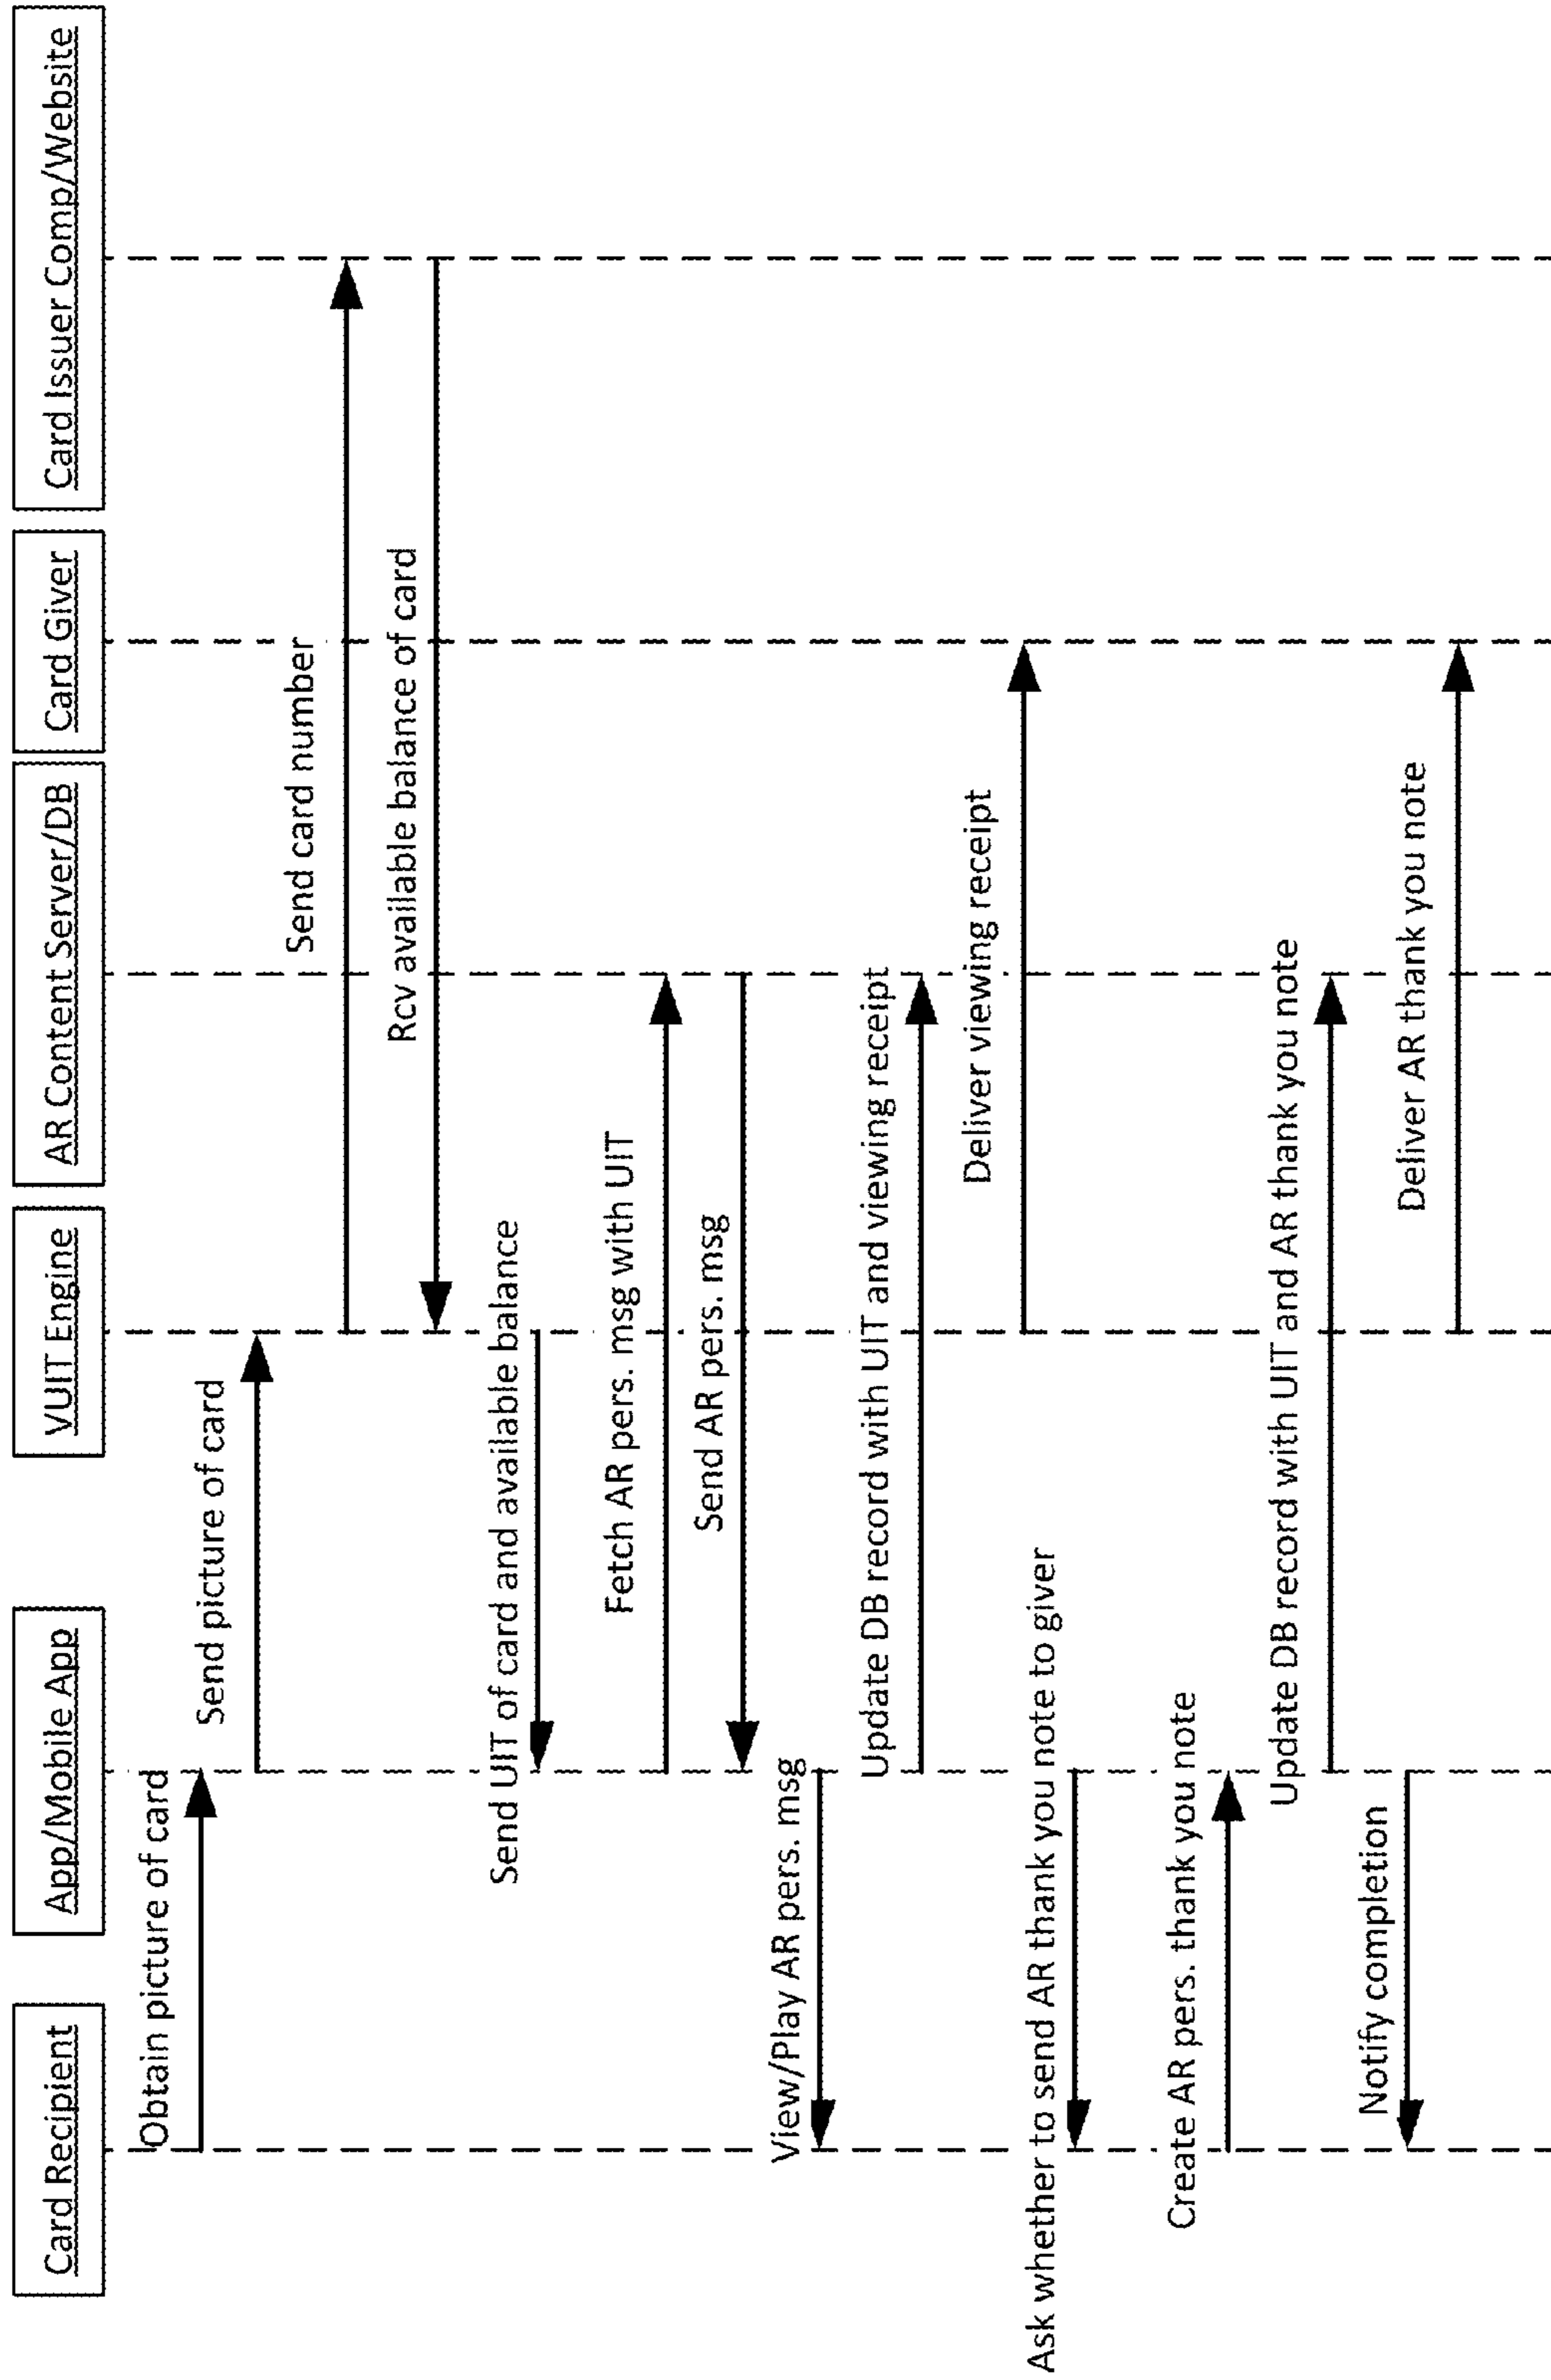 Card Recipient
App/Mobile App
VUIT Engine
AR Content Server/DB
Card Giver
Card Issuer Comp/Website
Obtain picture of card
Send picture of card
Send card number
Rcv available balance of card
Send UIT of card and available balance
Fetch AR pers. msg with UIT
Send AR pers. msg
View/Play AR pers. msg
Update DB record with UIT and viewing receipt
Deliver viewing receipt
Ask whether to send AR thank you note to giver
Create AR pers. thank you note
Update DB record with UIT and AR thank you note
Notify completion
Deliver AR thank you note